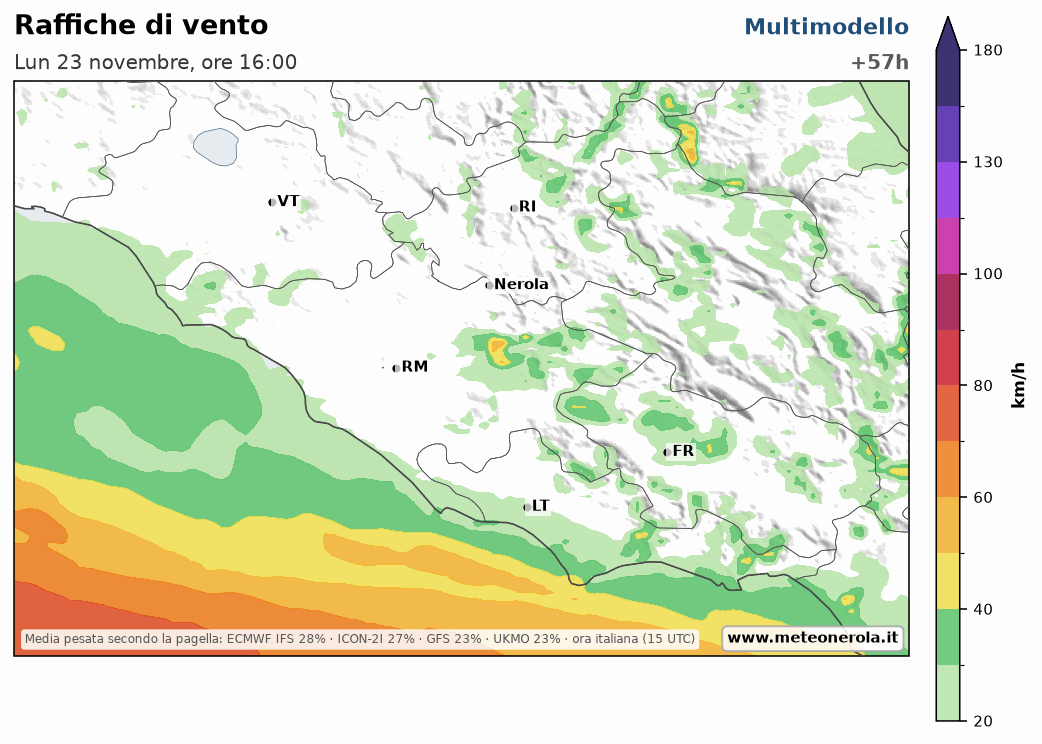 Raffiche di vento
Multimodello
Lun 23 novembre, ore 16:00
+57h
VT
RI
Nerola
RM
FR
LT
Media pesata secondo la pagella: ECMWF IFS 28% · ICON-2I 27% · GFS 23% · UKMO 23% · ora italiana (15 UTC)
www.meteonerola.it
180
130
100
80
60
40
20
km/h